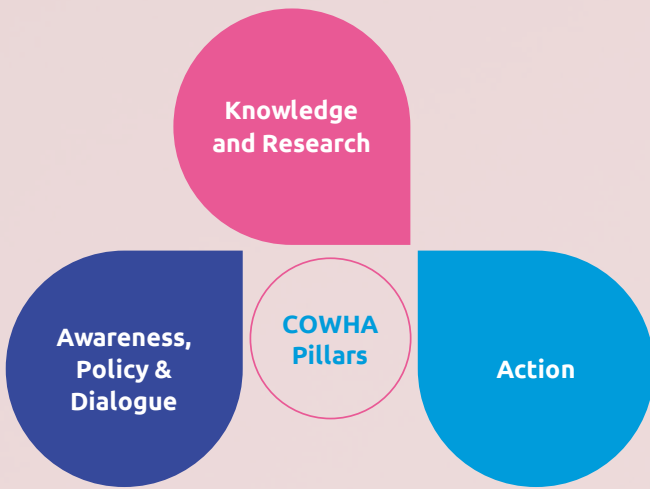 Knowledge
and Research
COWHA
Pillars
Awareness,
Policy &
Dialogue
Action